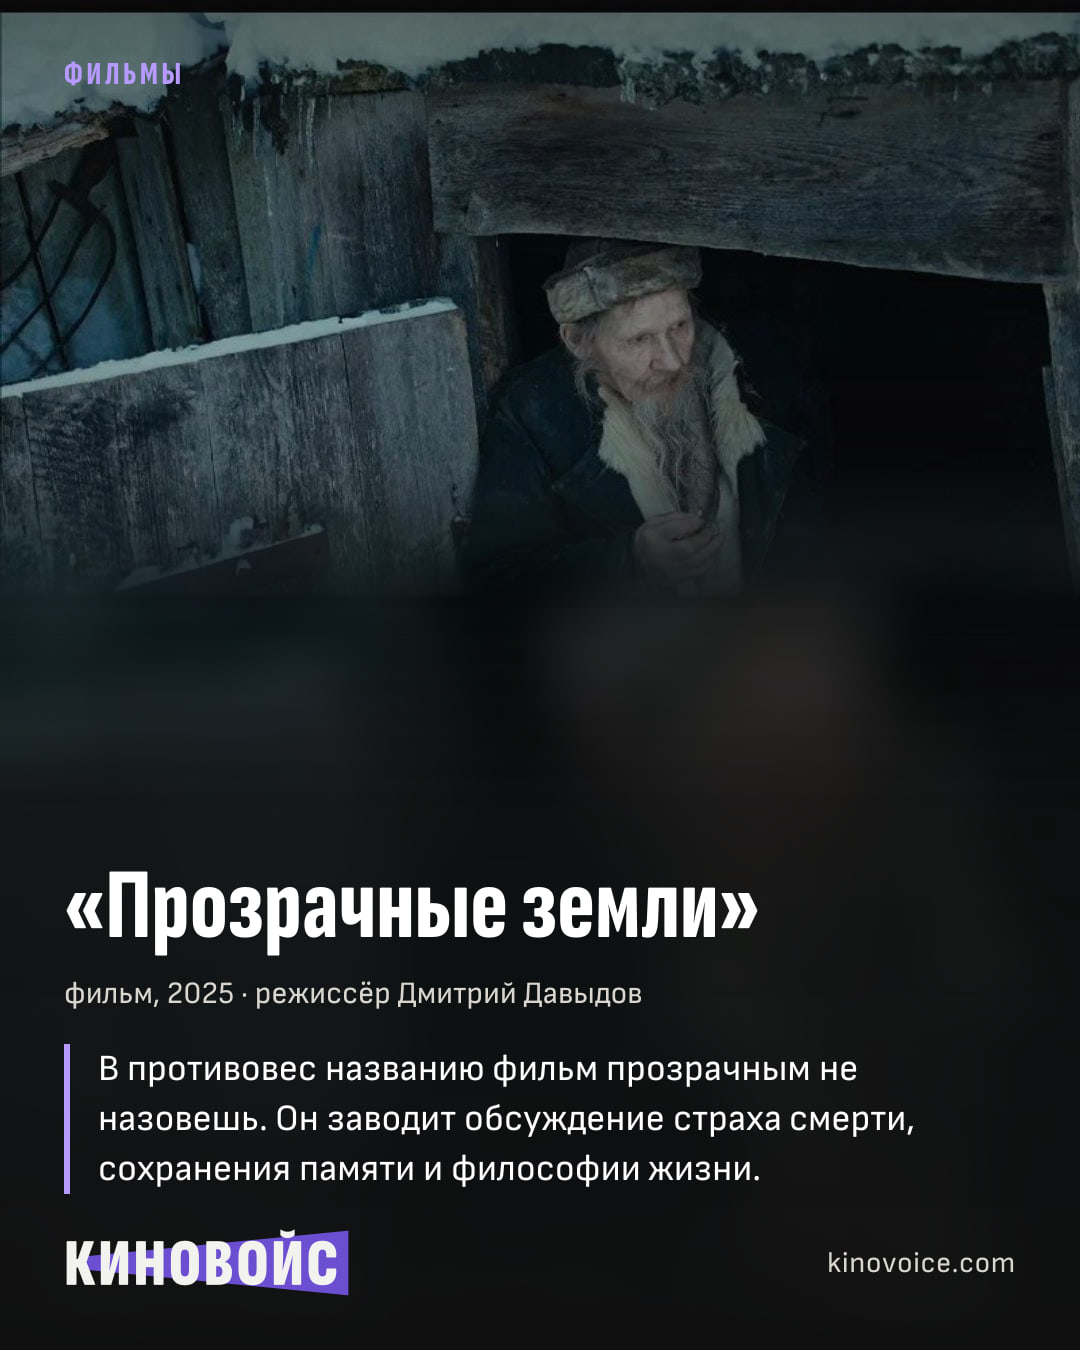 ФИЛЬМЫ
«Прозрачные земли»
фильм, 2025 · режиссёр Дмитрий Давыдов
В противовес названию фильм прозрачным не
назовешь. Он заводит обсуждение страха смерти,
сохранения памяти и философии жизни.
КИНОВОЙС
kinovoice.com